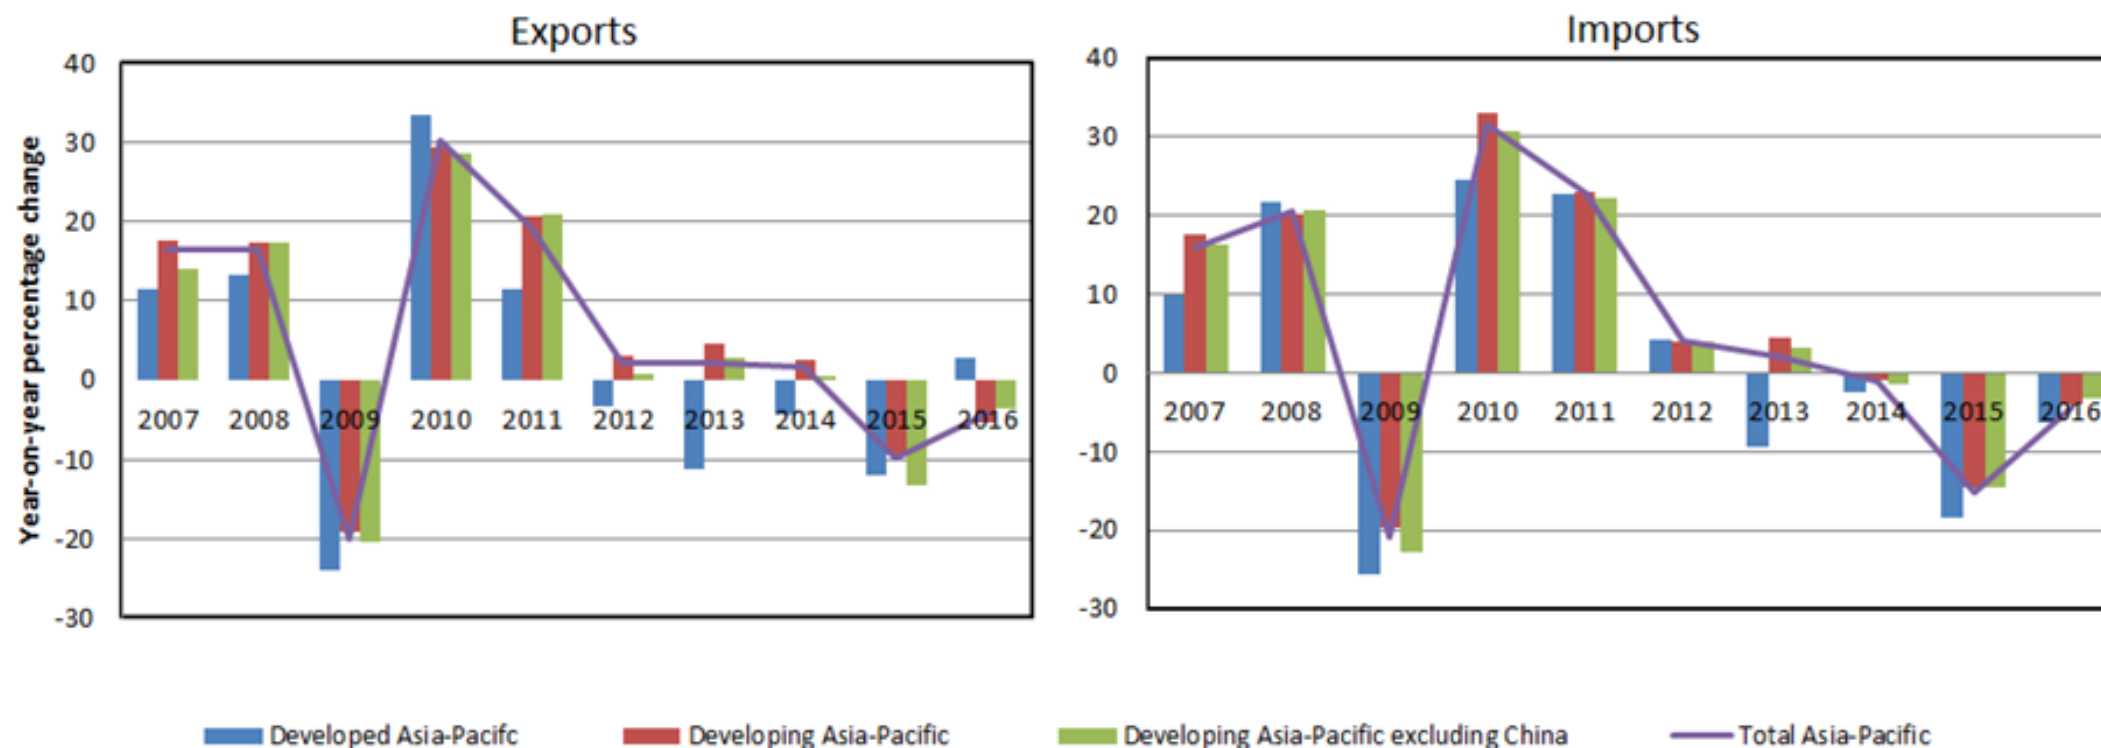 Exports
Imports
Year-on-year percentage change
40
30
20
10
0
-10
-20
-30
2007 2008 2009 2010 2011 2012 2013 2014 2015 2016
40
30
20
10
0
-10
-20
-30
2007 2008 2009 2010 2011 2012 2013 2014 2015 2016
Developed Asia-Pacifc Developing Asia-Pacific Developing Asia-Pacific excluding China Total Asia-Pacific